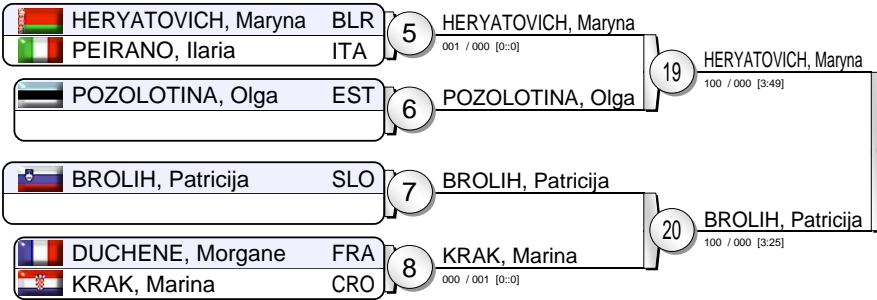 HERYATOVICH, Maryna BLR
PEIRANO, Ilaria ITA
5
HERYATOVICH, Maryna
001 / 000 [0::0]
POZOLOTINA, Olga EST
6
POZOLOTINA, Olga
19
HERYATOVICH, Maryna
100 / 000 [3:49]
BROLIH, Patricija SLO
7
BROLIH, Patricija
DUCHENE, Morgane FRA
KRAK, Marina CRO
8
KRAK, Marina
000 / 001 [0::0]
20
BROLIH, Patricija
100 / 000 [3:25]